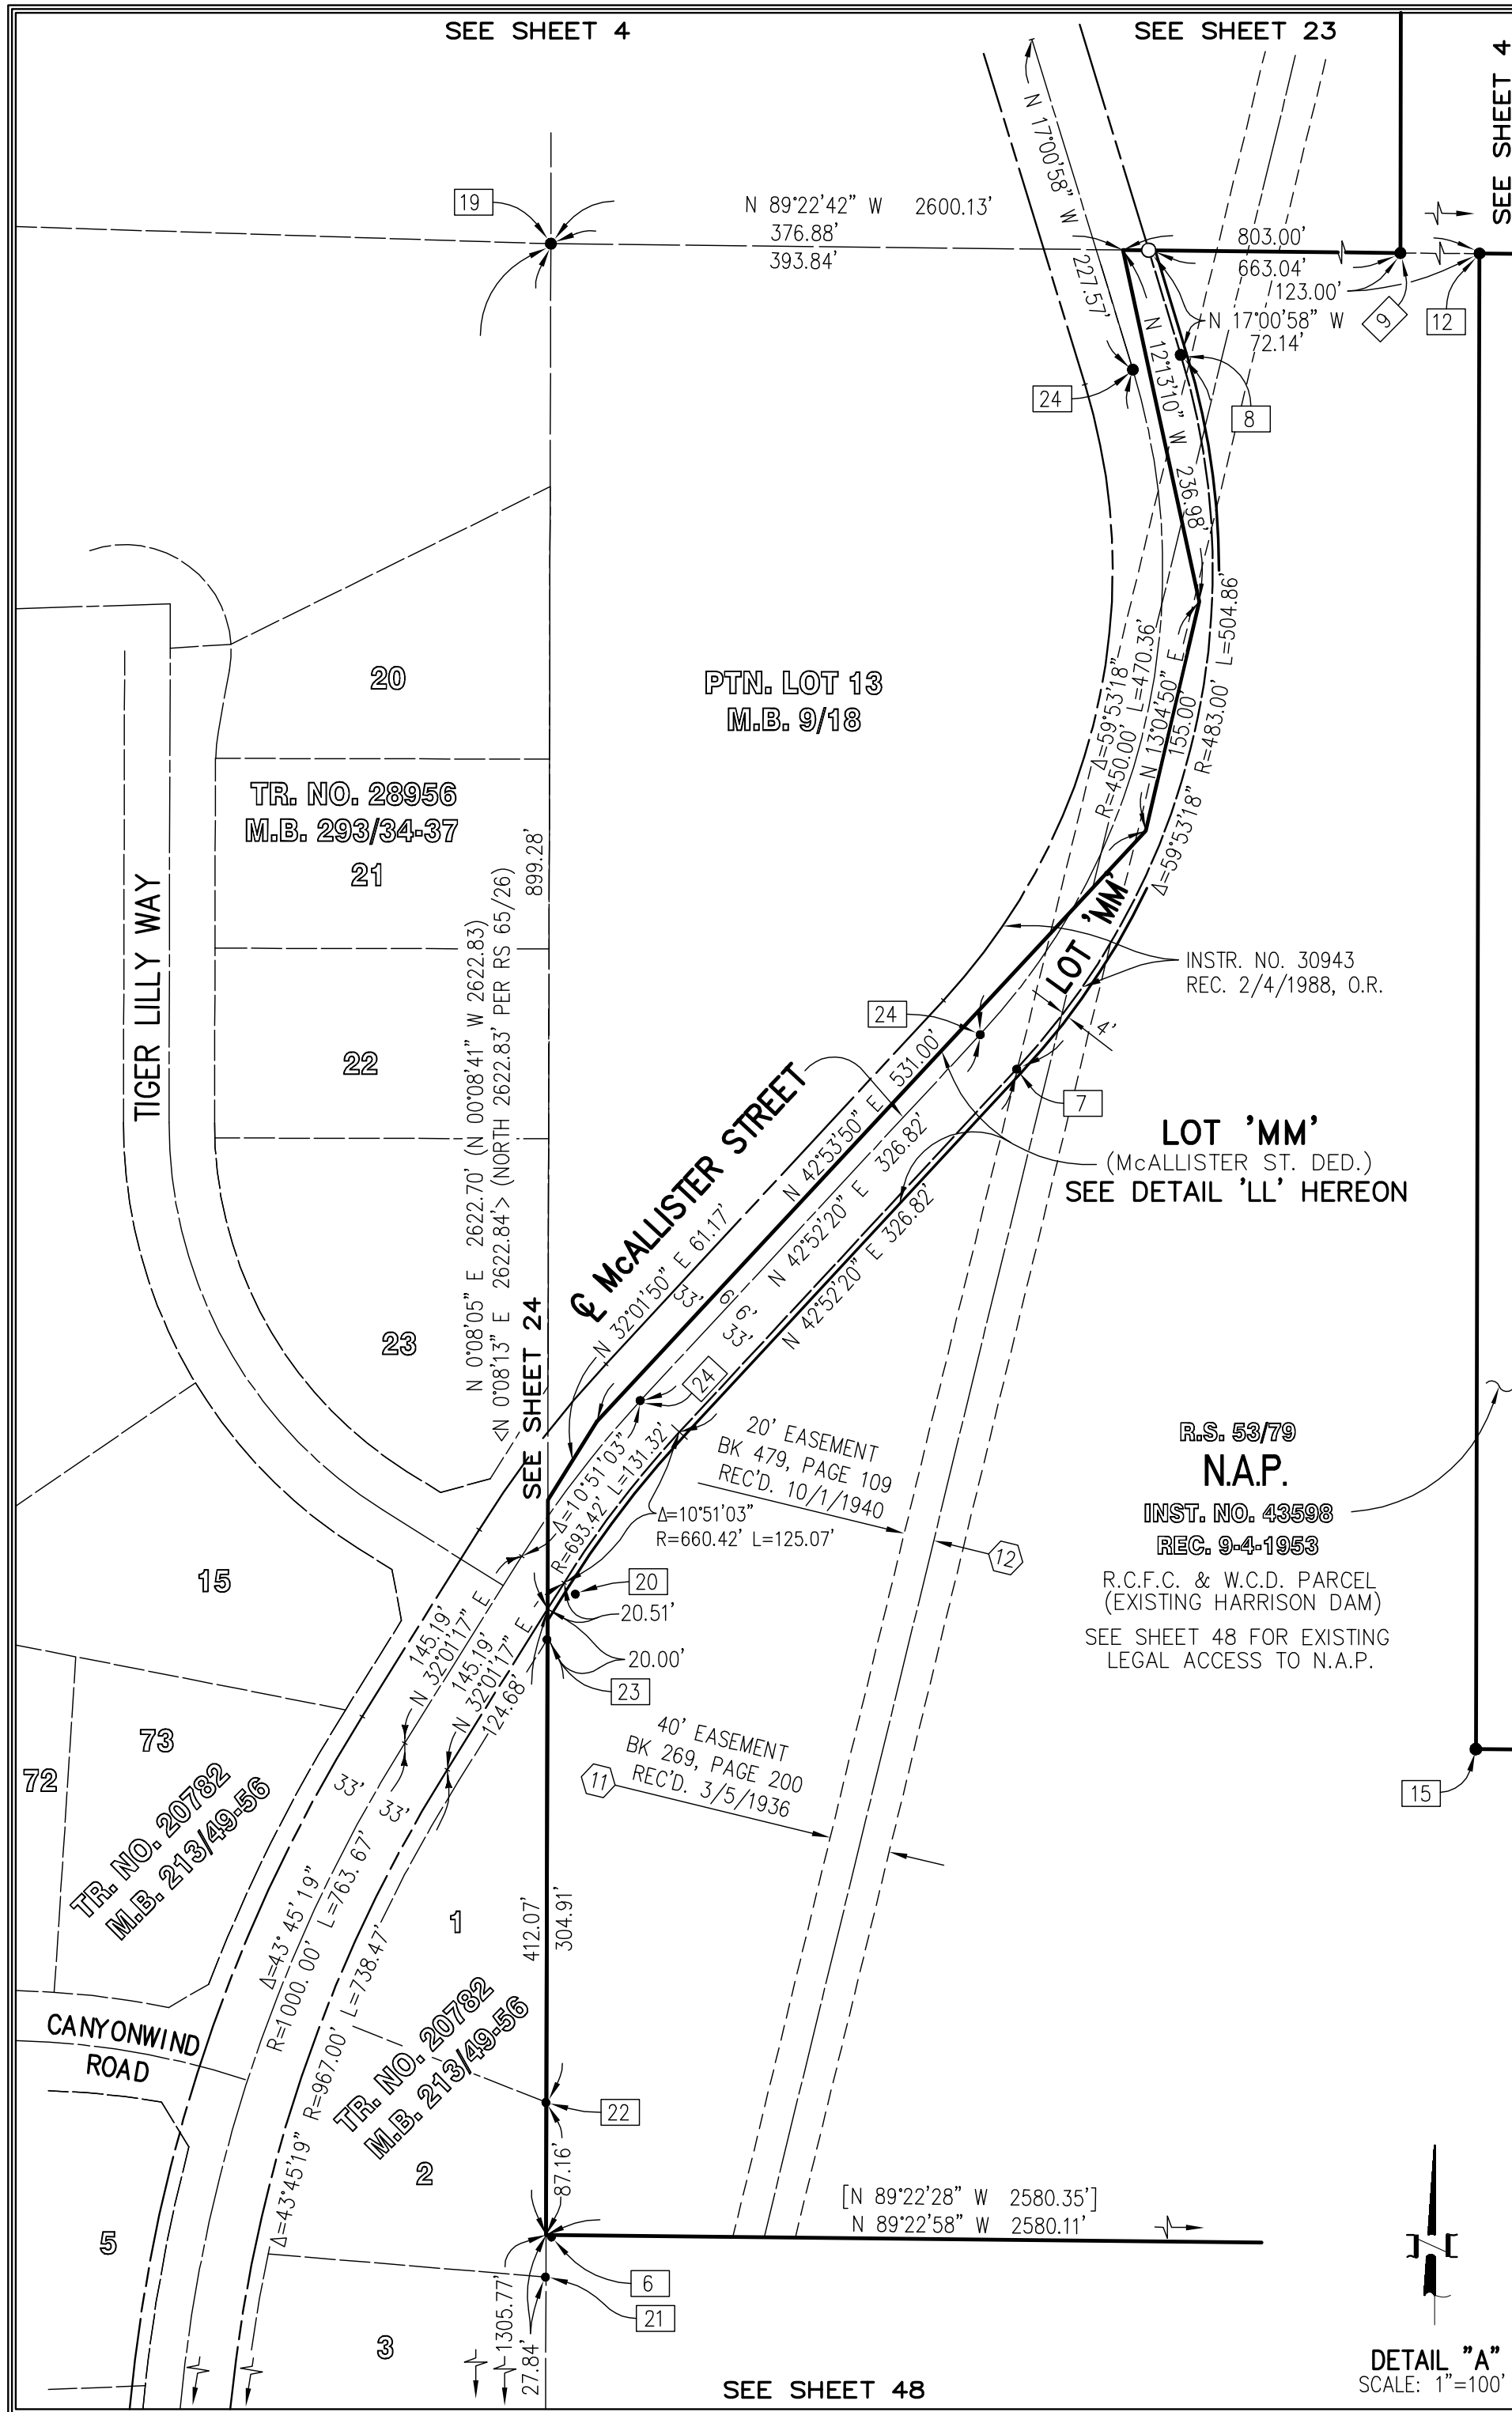 SEE SHEET 4
SEE SHEET 23
SEE SHEET 4
19
N 89°22'42" W 2600.13'
376.88'
393.84'
N 17°00'58" W 227.57'
803.00'
663.04'
123.00'
N 17°00'58" W
72.14'
9
12
24
8
N 12°13'10" W 236.98'
20
PTN. LOT 13
M.B. 9/18
TR. NO. 28956
M.B. 293/34-37
21
TIGER LILLY WAY
22
23
899.28'
N 0°08'05" E 2622.70' (N 00°08'41" W 2622.83)
<N 0°08'13" E 2622.84'> (NORTH 2622.83' PER RS 65/26)
SEE SHEET 24
Δ=59°53'18"
R=450.00' L=470.36'
N 13°04'50" E
155.00'
Δ=59°53'18" R=483.00' L=504.86'
LOT 'MM'
INSTR. NO. 30943
REC. 2/4/1988, O.R.
4'
24
7
LOT 'MM'
(McALLISTER ST. DED.)
SEE DETAIL 'LL' HEREON
℄ McALLISTER STREET
N 42°53'50" E 531.00'
N 42°52'20" E 326.82'
N 42°52'20" E 326.82'
N 32°01'50" E 61.17'
33'
6'
6'
33'
24
Δ=10°51'03"
R=693.42' L=131.32'
Δ=10°51'03"
R=660.42' L=125.07'
20' EASEMENT
BK 479, PAGE 109
REC'D. 10/1/1940
12
R.S. 53/79
N.A.P.
INST. NO. 43598
REC. 9-4-1953
R.C.F.C. & W.C.D. PARCEL
(EXISTING HARRISON DAM)
SEE SHEET 48 FOR EXISTING
LEGAL ACCESS TO N.A.P.
20
20.51'
20.00'
23
15
145.19'
N 32°01'17" E
145.19'
N 32°01'17" E
124.68'
40' EASEMENT
BK 269, PAGE 200
REC'D. 3/5/1936
11
15
73
72
TR. NO. 20782
M.B. 213/49-56
33'
33'
Δ=43°45'19"
R=1000.00' L=763.67'
Δ=43°45'19" R=967.00' L=738.47'
CANYONWIND
ROAD
1
412.07'
304.91'
TR. NO. 20782
M.B. 213/49-56
22
87.16'
2
5
[N 89°22'28" W 2580.35']
N 89°22'58" W 2580.11'
6
21
1305.77'
27.84'
3
SEE SHEET 48
DETAIL "A"
SCALE: 1"=100'